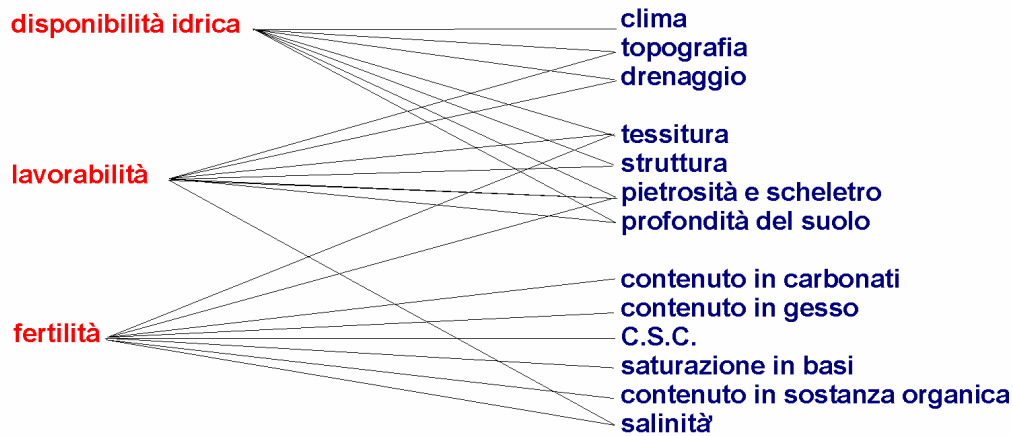 disponibilità idrica
lavorabilità
fertilità
clima
topografia
drenaggio
tessitura
struttura
pietrosità e scheletro
profondità del suolo
contenuto in carbonati
contenuto in gesso
C.S.C.
saturazione in basi
contenuto in sostanza organica
salinità'